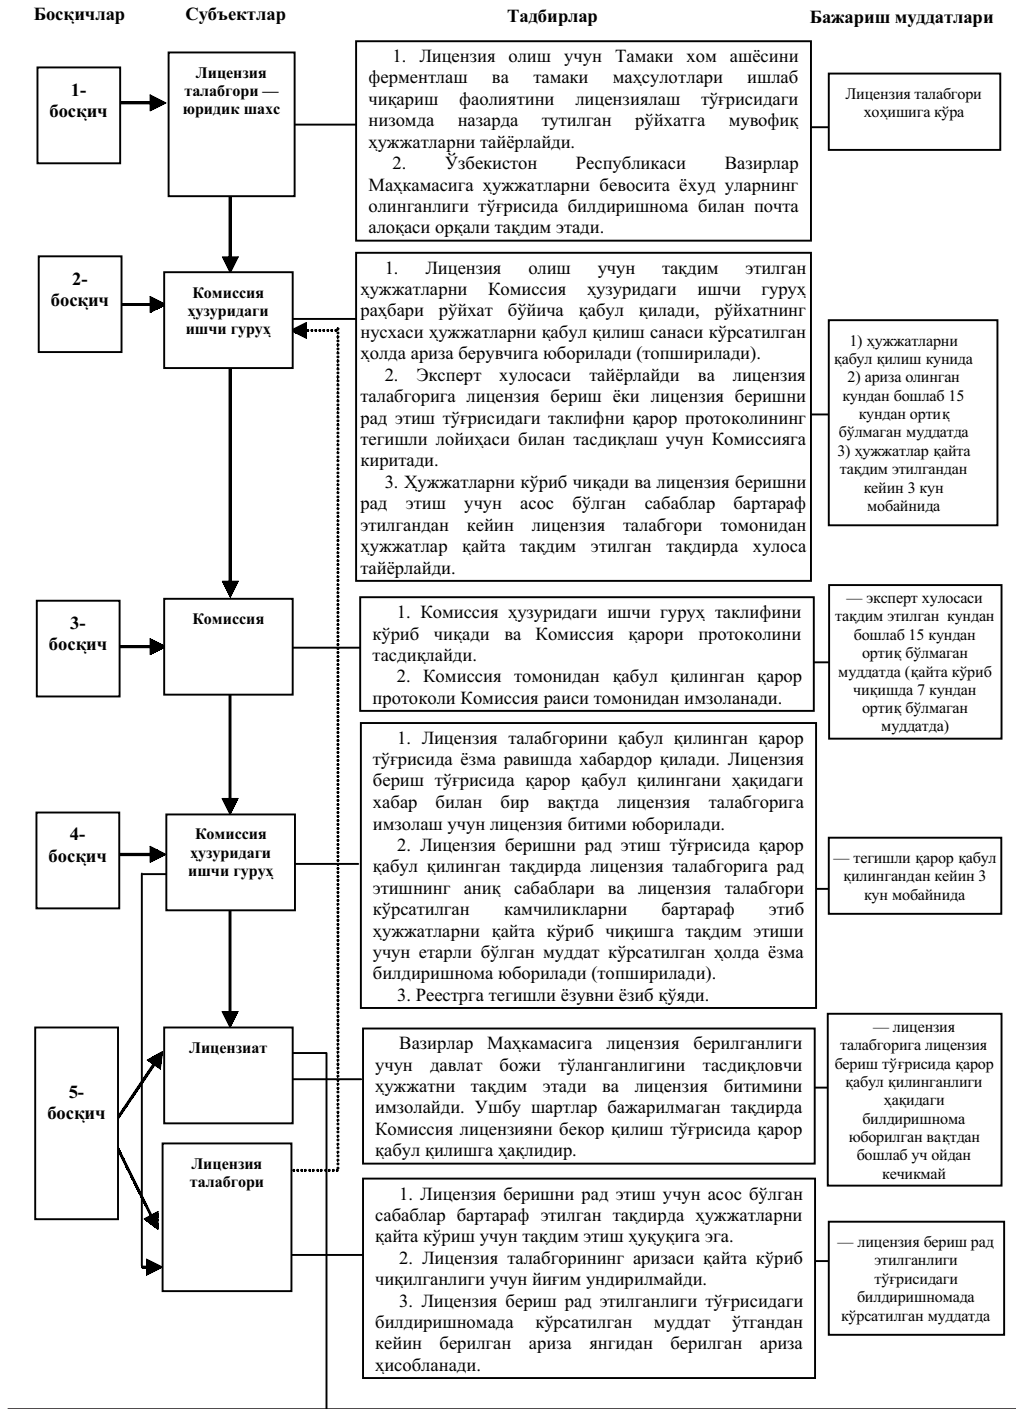 Босқичлар
Субъектлар
Тадбирлар
Бажариш муддатлари
1-
босқич
Лицензия
талабгори —
юридик шахс
1. Лицензия олиш учун Тамаки хом ашёсини
ферментлаш ва тамаки маҳсулотлари ишлаб
чиқариш фаолиятини лицензиялаш тўғрисидаги
низомда назарда тутилган рўйхатга мувофиқ
ҳужжатларни тайёрлайди.
2. Ўзбекистон Республикаси Вазирлар
Маҳкамасига ҳужжатларни бевосита ёхуд уларнинг
олинганлиги тўғрисида билдиришнома билан почта
алоқаси орқали тақдим этади.
Лицензия талабгори
хоҳишига кўра
2-
босқич
Комиссия
ҳузуридаги
ишчи гуруҳ
1. Лицензия олиш учун тақдим этилган
ҳужжатларни Комиссия ҳузуридаги ишчи гуруҳ
раҳбари рўйхат бўйича қабул қилади, рўйхатнинг
нусхаси ҳужжатларни қабул қилиш санаси кўрсатилган
ҳолда ариза берувчига юборилади (топширилади).
2. Эксперт хулосаси тайёрлайди ва лицензия
талабгорига лицензия бериш ёки лицензия беришни
рад этиш тўғрисидаги таклифни қарор протоколининг
тегишли лойиҳаси билан тасдиқлаш учун Комиссияга
киритади.
3. Ҳужжатларни кўриб чиқади ва лицензия беришни
рад этиш учун асос бўлган сабаблар бартараф
этилгандан кейин лицензия талабгори томонидан
ҳужжатлар қайта тақдим этилган тақдирда хулоса
тайёрлайди.
1) ҳужжатларни
қабул қилиш кунида
2) ариза олинган
кундан бошлаб 15
кундан ортиқ
бўлмаган муддатда
3) ҳужжатлар қайта
тақдим этилгандан
кейин 3 кун
мобайнида
3-
босқич
Комиссия
1. Комиссия ҳузуридаги ишчи гуруҳ таклифини
кўриб чиқади ва Комиссия қарори протоколини
тасдиқлайди.
2. Комиссия томонидан қабул қилинган қарор
протоколи Комиссия раиси томонидан имзоланади.
— эксперт хулосаси
тақдим этилган кундан
бошлаб 15 кундан
ортиқ бўлмаган
муддатда (қайта кўриб
чиқишда 7 кундан
ортиқ бўлмаган
муддатда)
4-
босқич
Комиссия
ҳузуридаги
ишчи гуруҳ
1. Лицензия талабгорини қабул қилинган қарор
тўғрисида ёзма равишда хабардор қилади. Лицензия
бериш тўғрисида қарор қабул қилингани ҳақидаги
хабар билан бир вақтда лицензия талабгорига
имзолаш учун лицензия битими юборилади.
2. Лицензия беришни рад этиш тўғрисида қарор
қабул қилинган тақдирда лицензия талабгорига рад
этишнинг аниқ сабаблари ва лицензия талабгори
кўрсатилган камчиликларни бартараф этиб
ҳужжатларни қайта кўриб чиқишга тақдим этиши
учун етарли бўлган муддат кўрсатилган ҳолда ёзма
билдиришнома юборилади (топширилади).
3. Реестрга тегишли ёзувни ёзиб қўяди.
— тегишли қарор қабул
қилингандан кейин 3
кун мобайнида
5-
босқич
Лицензиат
Вазирлар Маҳкамасига лицензия берилганлиги
учун давлат божи тўланганлигини тасдиқловчи
ҳужжатни тақдим этади ва лицензия битимини
имзолайди. Ушбу шартлар бажарилмаган тақдирда
Комиссия лицензияни бекор қилиш тўғрисида қарор
қабул қилишга ҳақлидир.
— лицензия
талабгорига лицензия
бериш тўғрисида қарор
қабул қилинганлиги
ҳақидаги
билдиришнома
юборилган вақтдан
бошлаб уч ойдан
кечикмай
Лицензия
талабгори
1. Лицензия беришни рад этиш учун асос бўлган
сабаблар бартараф этилган тақдирда ҳужжатларни
қайта кўриш учун тақдим этиш ҳуқуқига эга.
2. Лицензия талабгорининг аризаси қайта кўриб
чиқилганлиги учун йиғим ундирилмайди.
3. Лицензия бериш рад этилганлиги тўғрисидаги
билдиришномада кўрсатилган муддат ўтгандан
кейин берилган ариза янгидан берилган ариза
ҳисобланади.
— лицензия бериш рад
этилганлиги
тўғрисидаги
билдиришномада
кўрсатилган муддатда